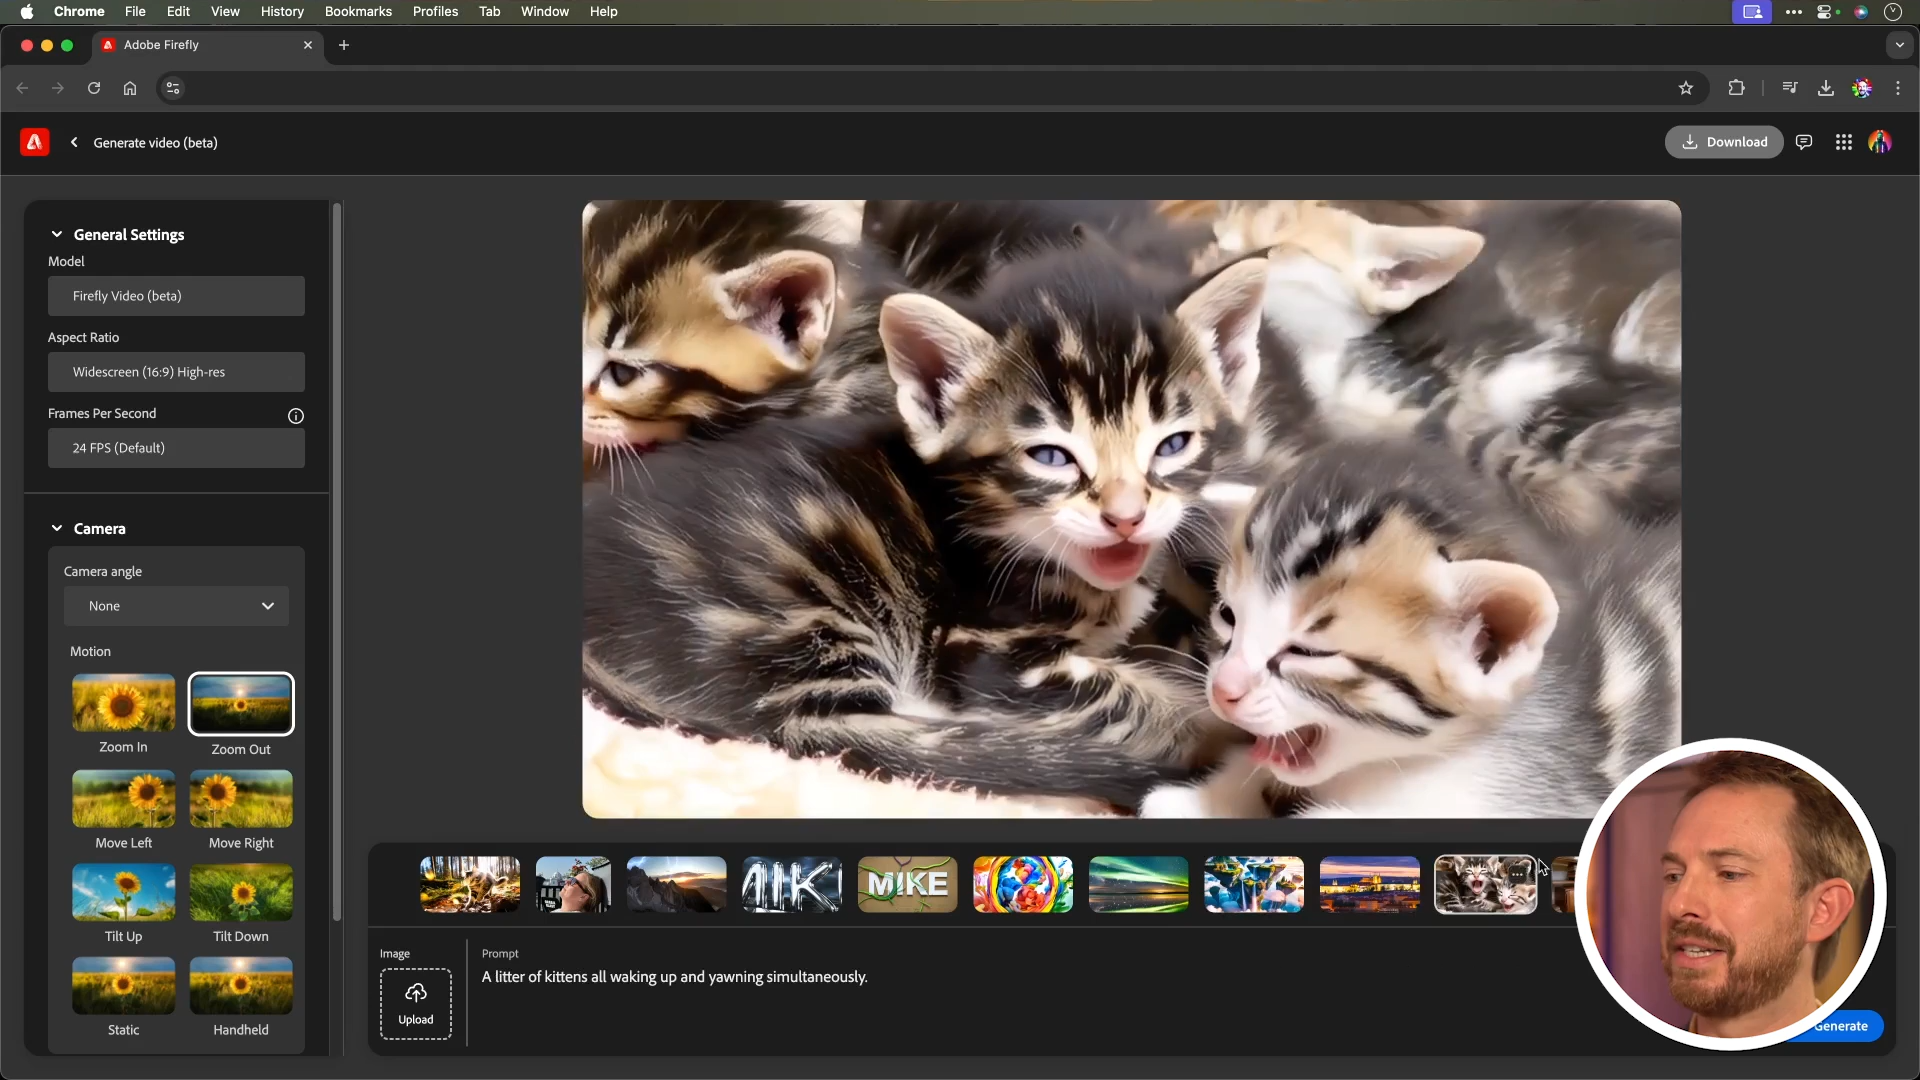 Chrome File Edit View History Bookmarks Profiles Tab Window Help
Adobe Firefly
Generate video (beta)
Download
General Settings
Model
Firefly Video (beta)
Aspect Ratio
Widescreen (16:9) High-res
Frames Per Second
24 FPS (Default)
Camera
Camera angle
None
Motion
Zoom In Zoom Out
Move Left Move Right
Tilt Up Tilt Down
Static Handheld
MIKE
Image
Upload
Prompt
A litter of kittens all waking up and yawning simultaneously.
Generate